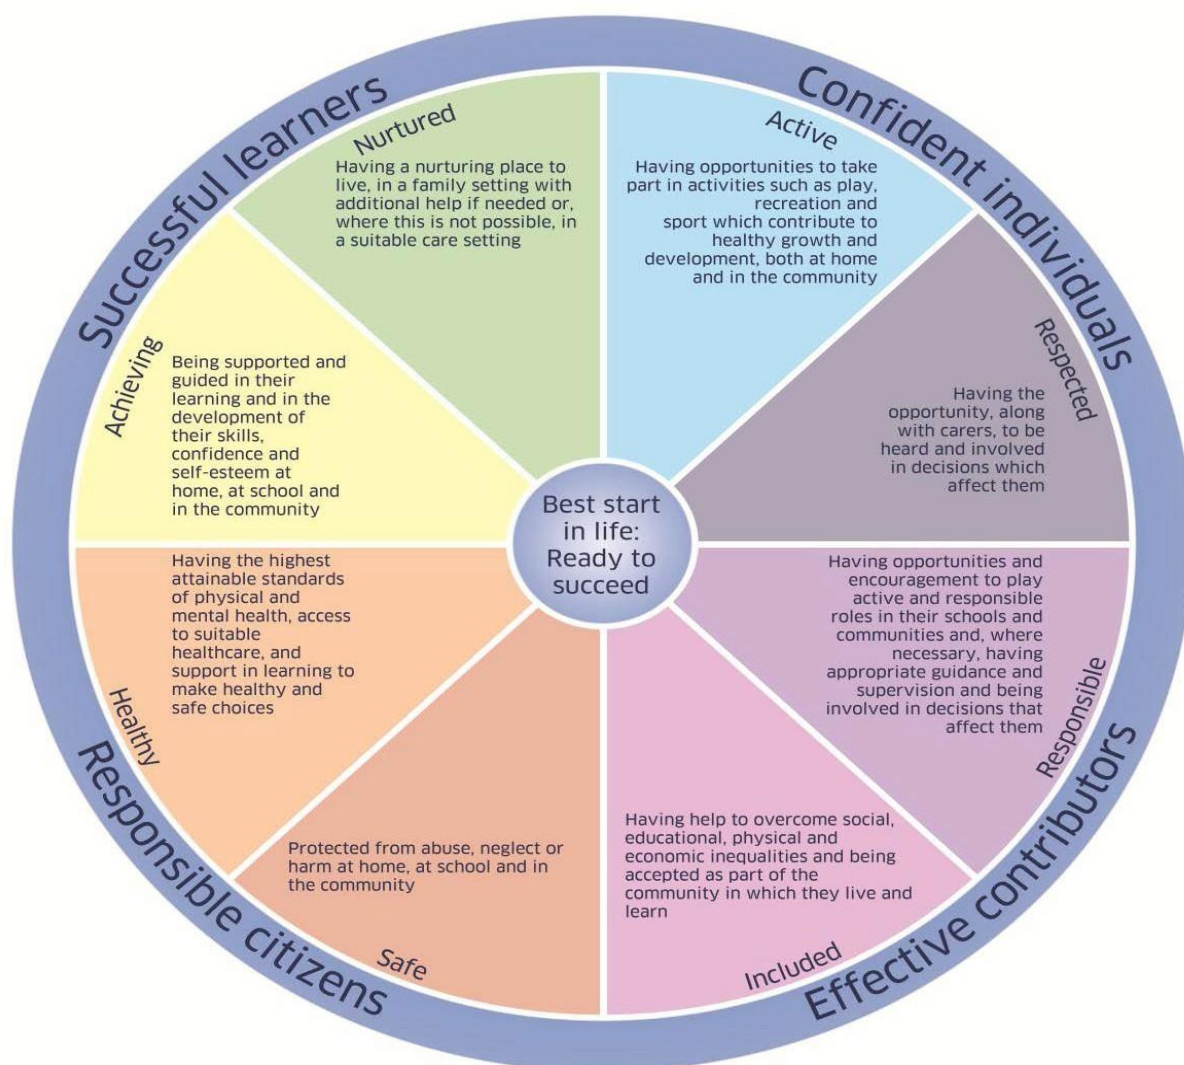 Successful learners
Confident individuals
Nurtured
Having a nurturing place to
live, in a family setting with
additional help if needed or,
where this is not possible, in
a suitable care setting
Active
Having opportunities to take
part in activities such as play,
recreation and
sport which contribute to
healthy growth and
development, both at home
and in the community
Achieving
Being supported and
guided in their
learning and in the
development of
their skills,
confidence and
self-esteem at
home, at school and
in the community
Respected
Having the
opportunity, along
with carers, to be
heard and involved
in decisions which
affect them
Best start
in life:
Ready to
succeed
Healthy
Having the highest
attainable standards
of physical and
mental health, access
to suitable
healthcare, and
support in learning to
make healthy and
safe choices
Responsible
Having opportunities and
encouragement to play
active and responsible
roles in their schools and
communities and, where
necessary, having
appropriate guidance and
supervision and being
involved in decisions that
affect them
Protected from abuse, neglect or
harm at home, at school and in
the community
Safe
Having help to overcome social,
educational, physical and
economic inequalities and being
accepted as part of the
community in which they live and
learn
Included
Responsible citizens
Effective contributors